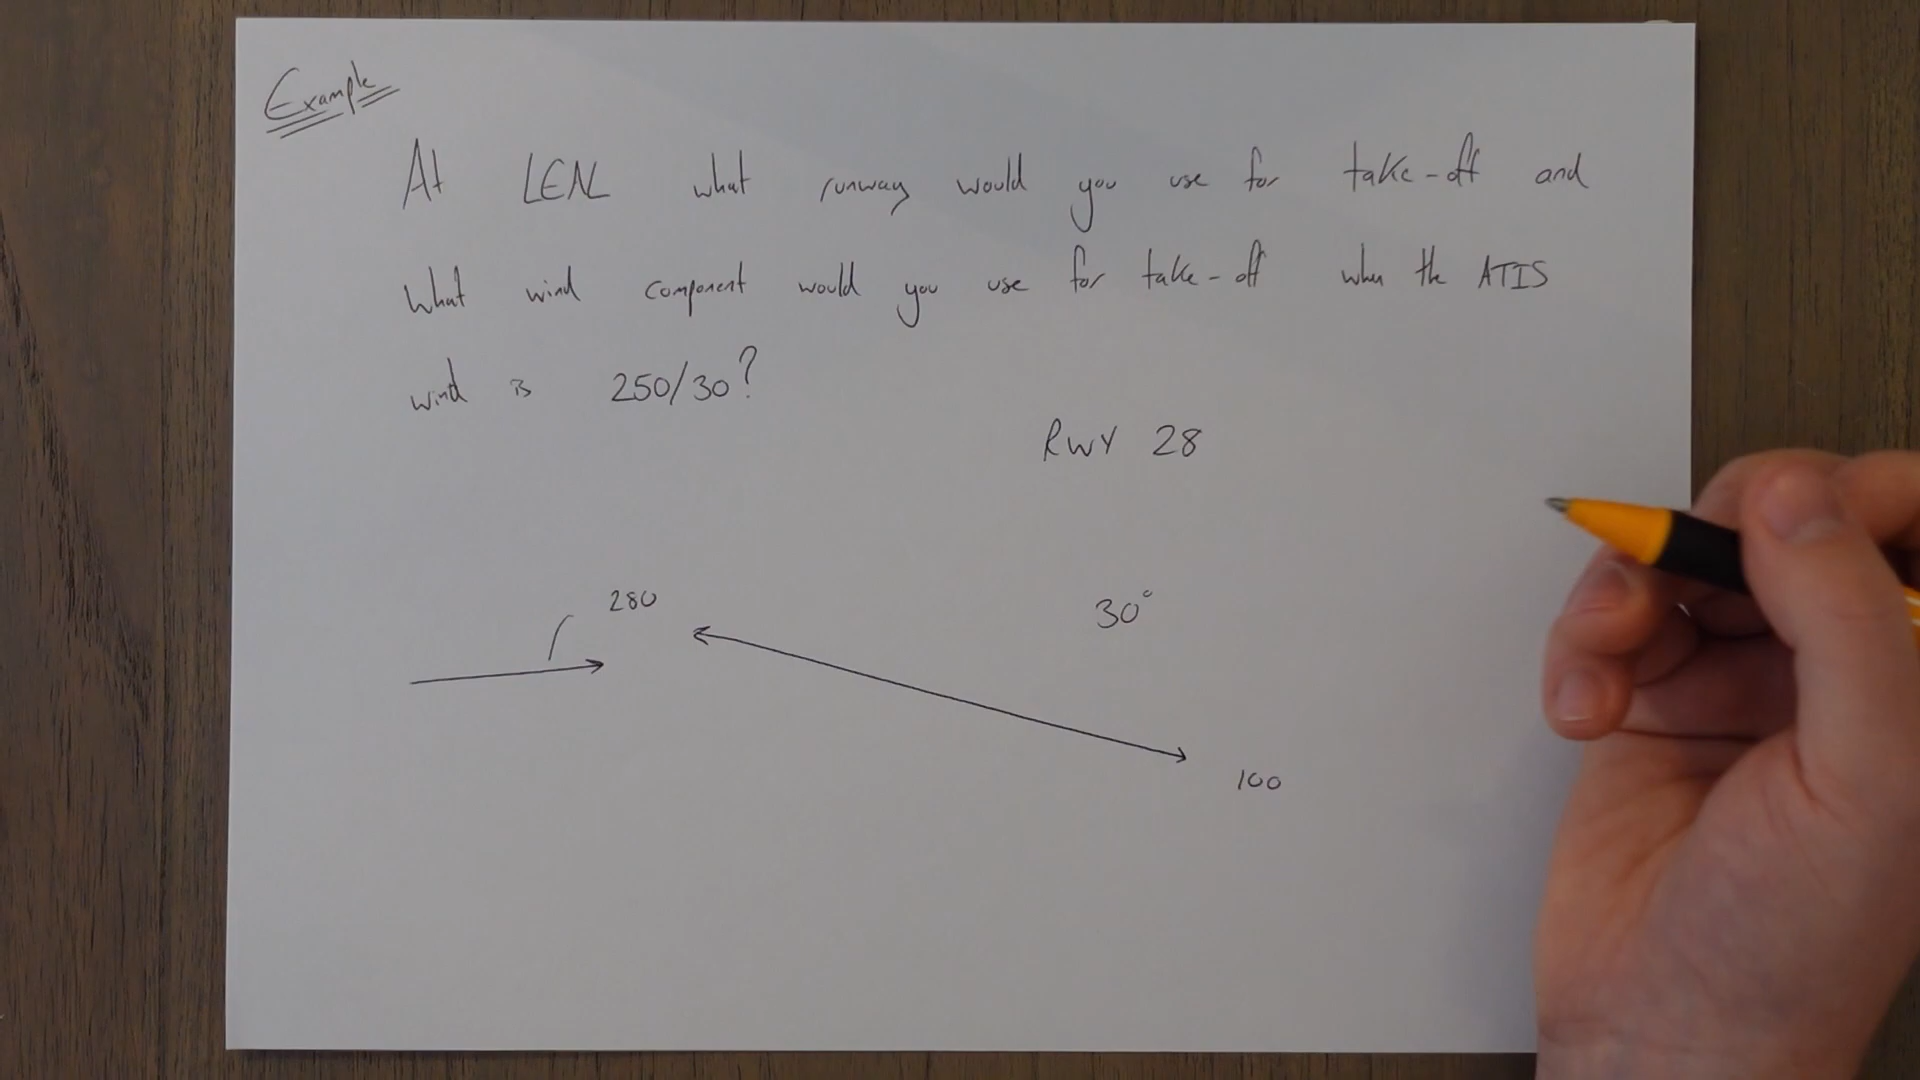 Example
At LEAL what runway would you use for take-off and
what wind component would you use for take-off when the ATIS
wind is 250/30?
RWY 28
280
30°
100